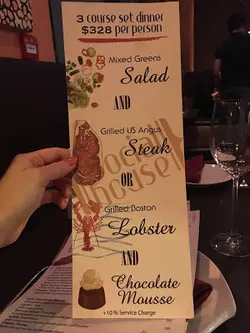 3 course set dinner
$328 per person
Mixed Greens
Salad
AND
Grilled US Angus
Steak
OR
Grilled Boston
Lobster
AND
Chocolate
Mousse
+10% Service Charge